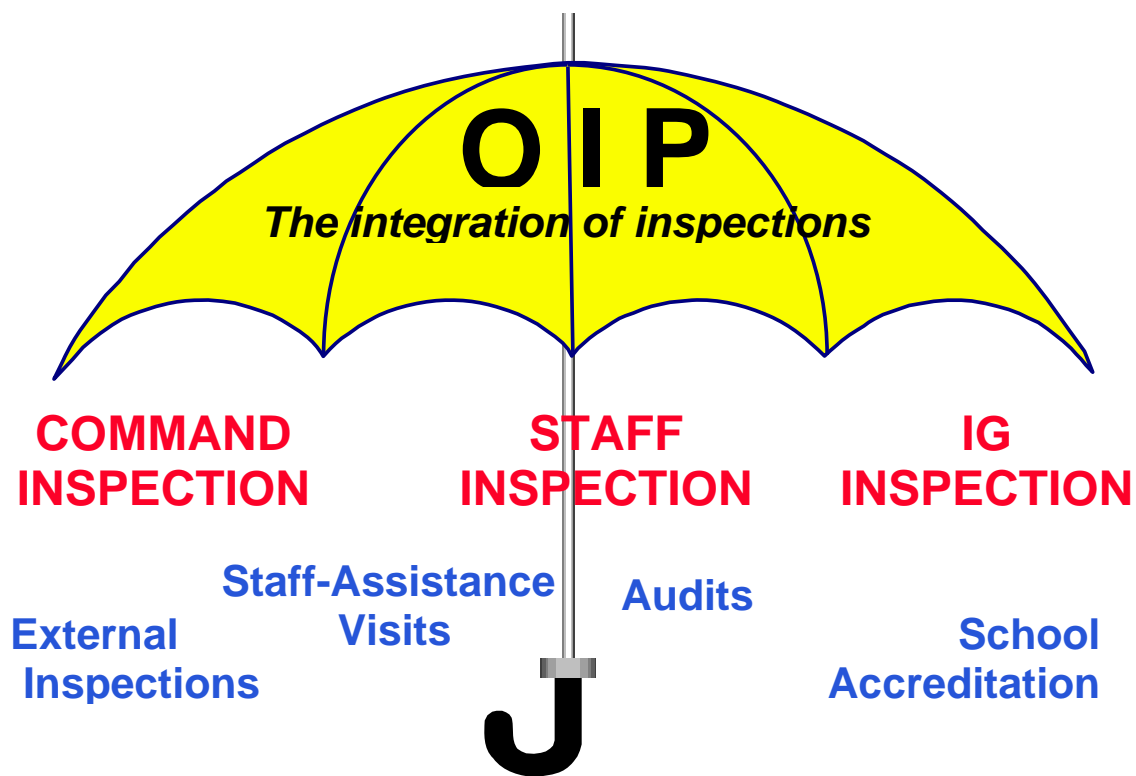 O I P
The integration of inspections
COMMAND
INSPECTION
STAFF
INSPECTION
IG
INSPECTION
Staff-Assistance
Visits
Audits
External
Inspections
School
Accreditation